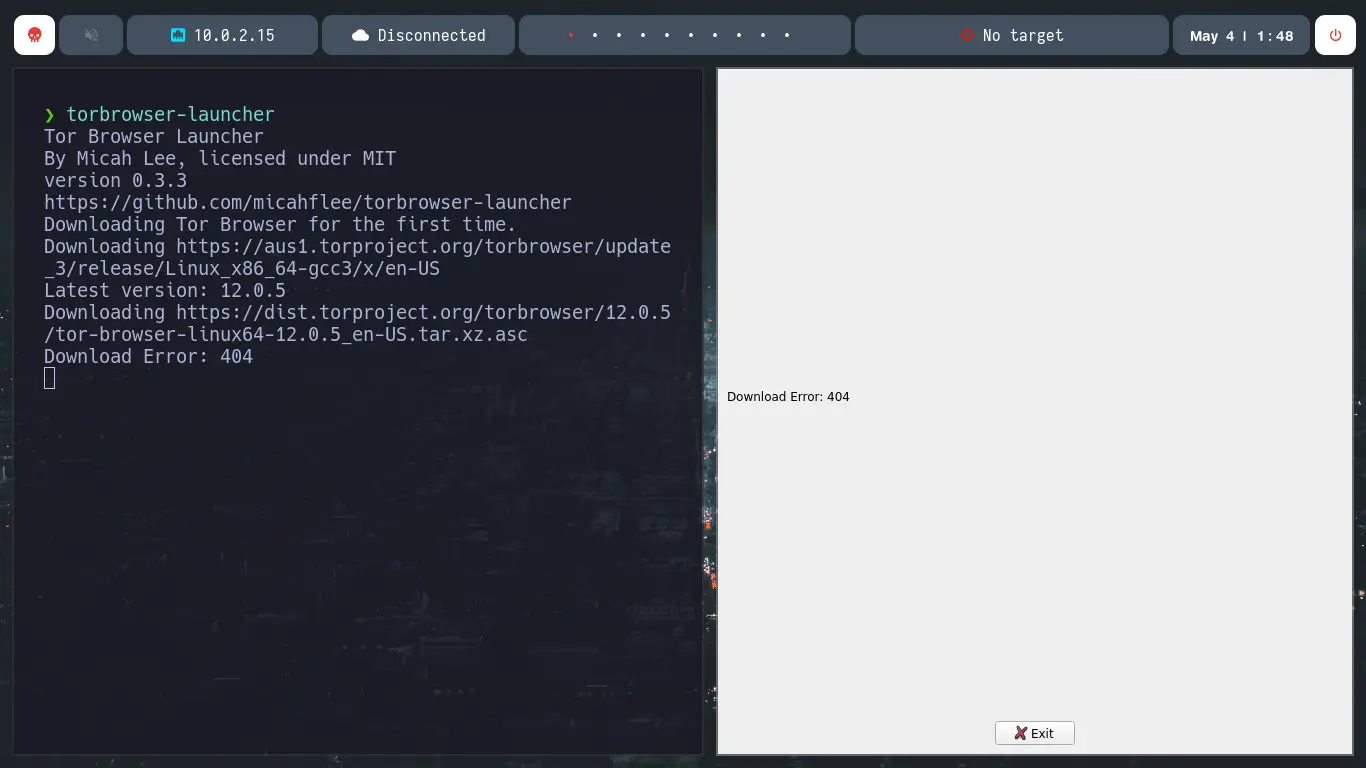 10.0.2.15
Disconnected
No target
May 4 | 1:48
❯ torbrowser-launcher
Tor Browser Launcher
By Micah Lee, licensed under MIT
version 0.3.3
https://github.com/micahflee/torbrowser-launcher
Downloading Tor Browser for the first time.
Downloading https://aus1.torproject.org/torbrowser/update
_3/release/Linux_x86_64-gcc3/x/en-US
Latest version: 12.0.5
Downloading https://dist.torproject.org/torbrowser/12.0.5
/tor-browser-linux64-12.0.5_en-US.tar.xz.asc
Download Error: 404
Download Error: 404
Exit